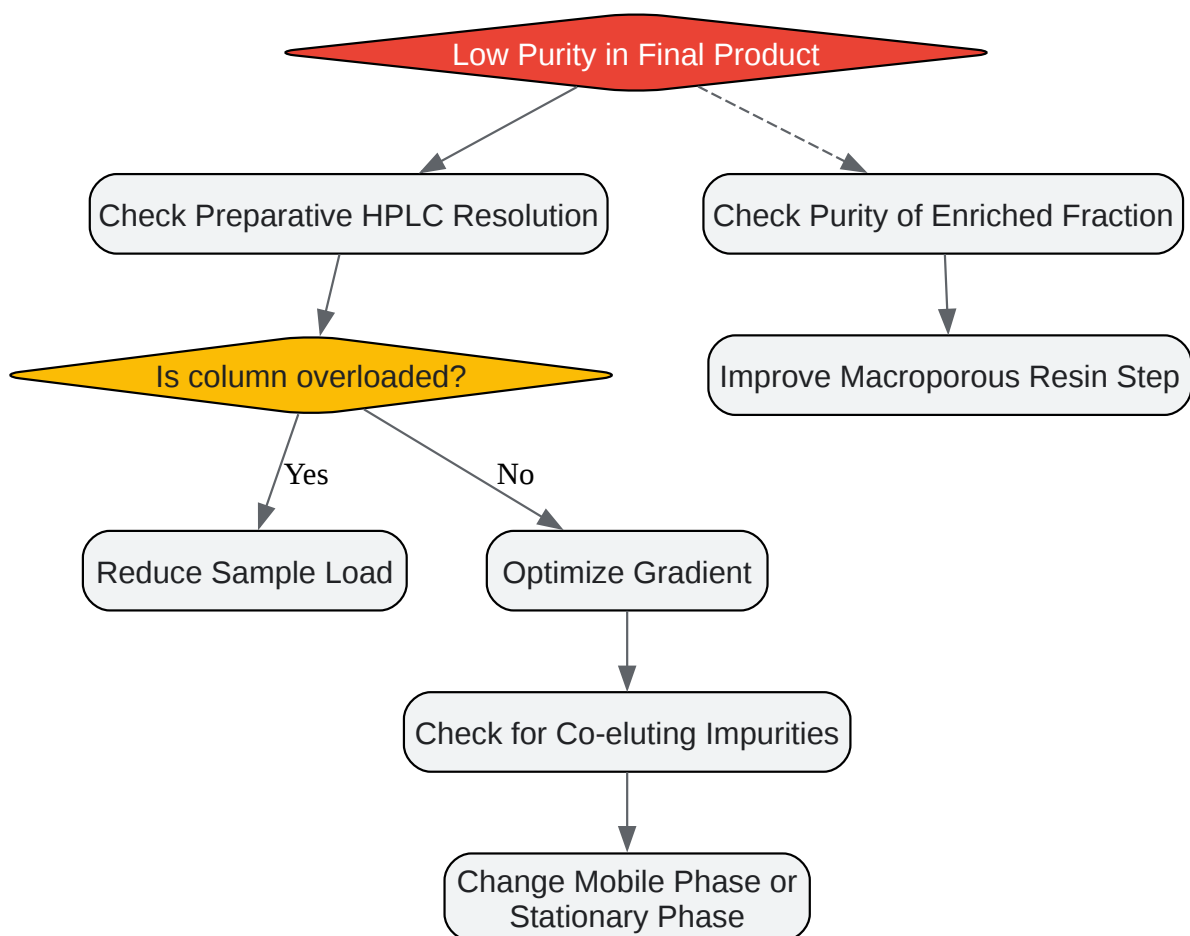 Low Purity in Final Product
Check Preparative HPLC Resolution
Check Purity of Enriched Fraction
Is column overloaded?
Improve Macroporous Resin Step
Yes
No
Reduce Sample Load
Optimize Gradient
Check for Co-eluting Impurities
Change Mobile Phase or
Stationary Phase